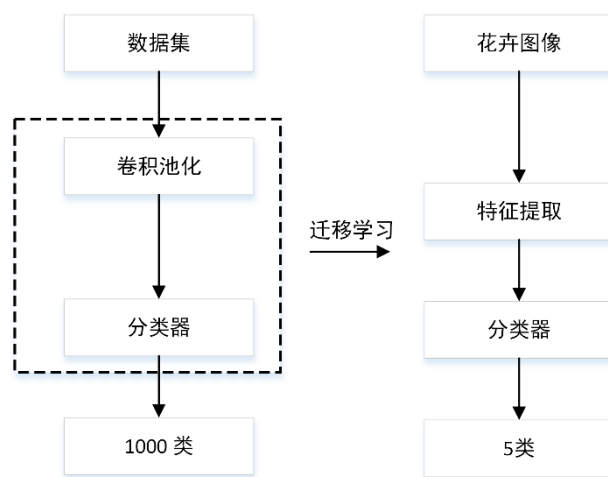 数据集
卷积池化
分类器
1000 类
迁移学习
花卉图像
特征提取
分类器
5类